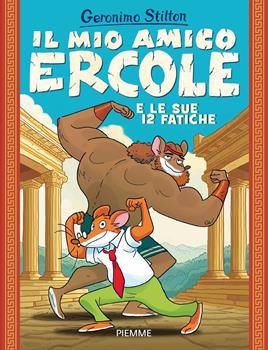 Geronimo Stilton
IL MIO AMICO
ERCOLE
E LE SUE
12 FATICHE
PIEMME